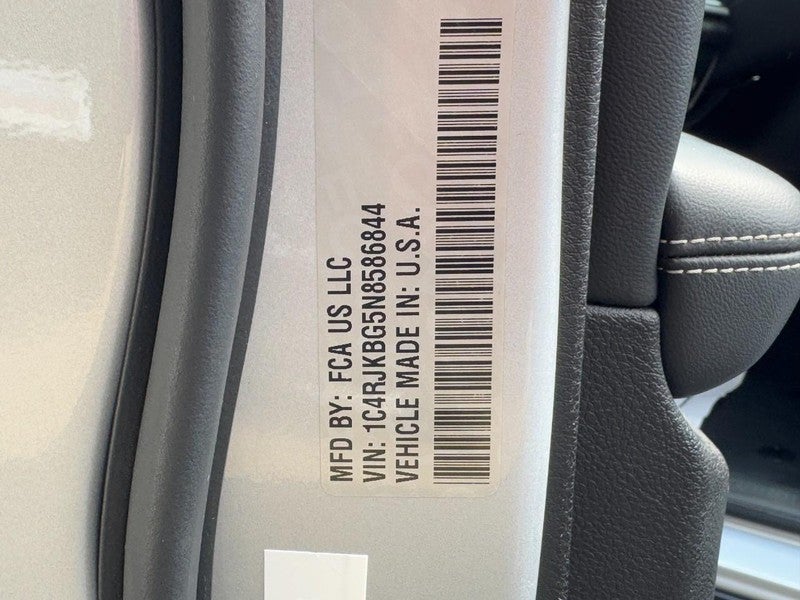 MFD BY: FCA US LLC
VIN: 1C4RJKBG5N8586844
VEHICLE MADE IN: U.S.A.